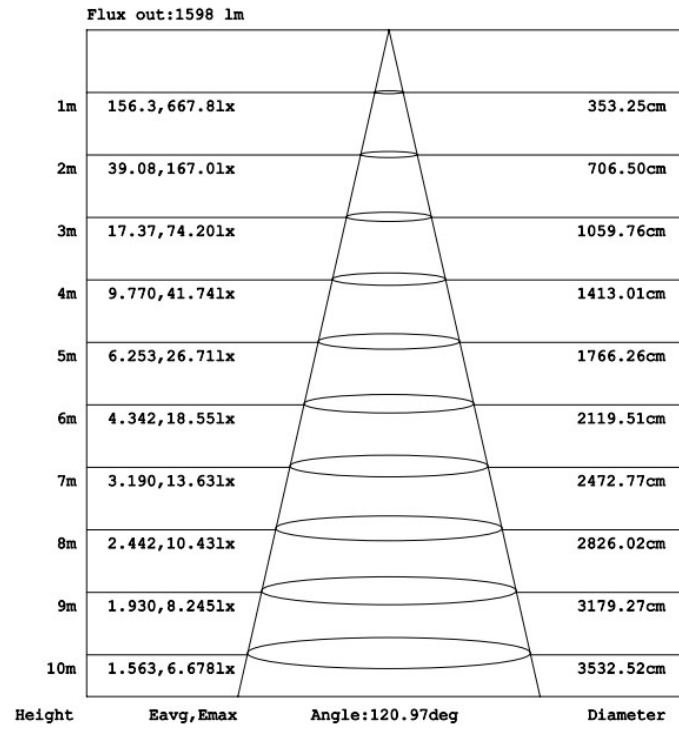 Flux out:1598 lm
1m 156.3,667.8lx 353.25cm
2m 39.08,167.0lx 706.50cm
3m 17.37,74.20lx 1059.76cm
4m 9.770,41.74lx 1413.01cm
5m 6.253,26.71lx 1766.26cm
6m 4.342,18.55lx 2119.51cm
7m 3.190,13.63lx 2472.77cm
8m 2.442,10.43lx 2826.02cm
9m 1.930,8.245lx 3179.27cm
10m 1.563,6.678lx 3532.52cm
Height Eavg,Emax Angle:120.97deg Diameter